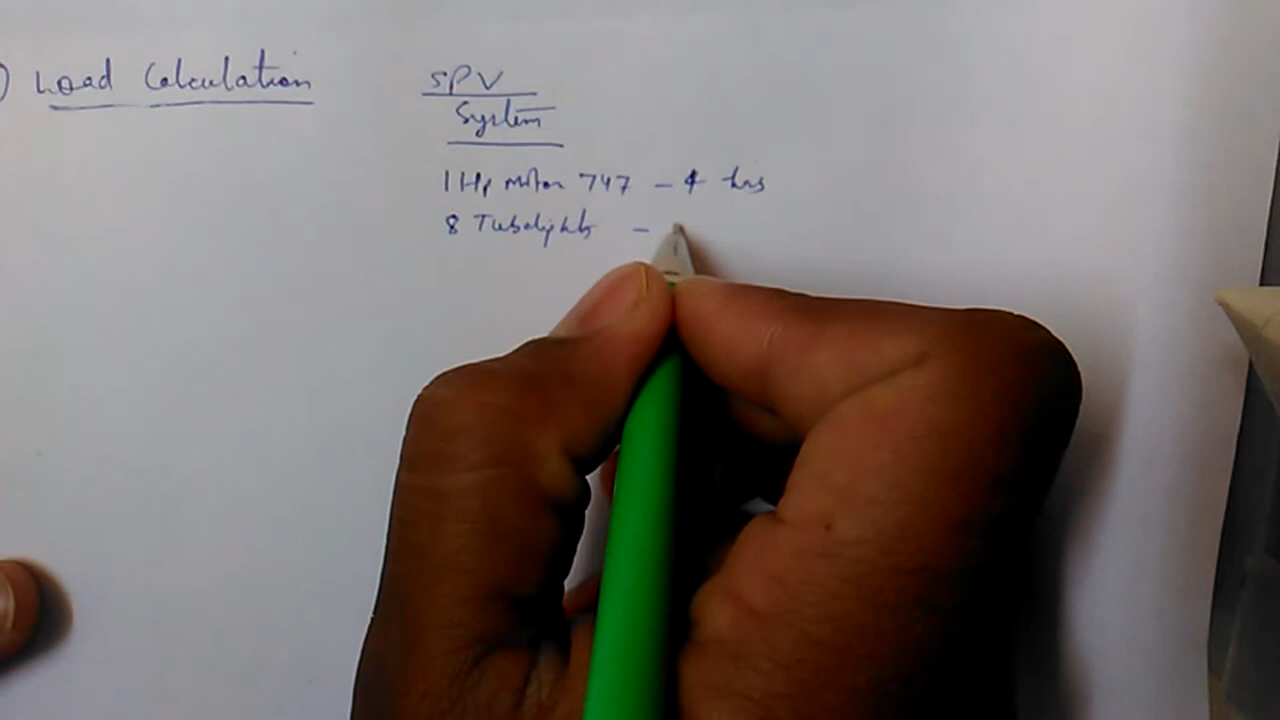 ) Load Calculation
SPV
System
1 Hp Motor 747 - 4 hrs
8 Tubelights -